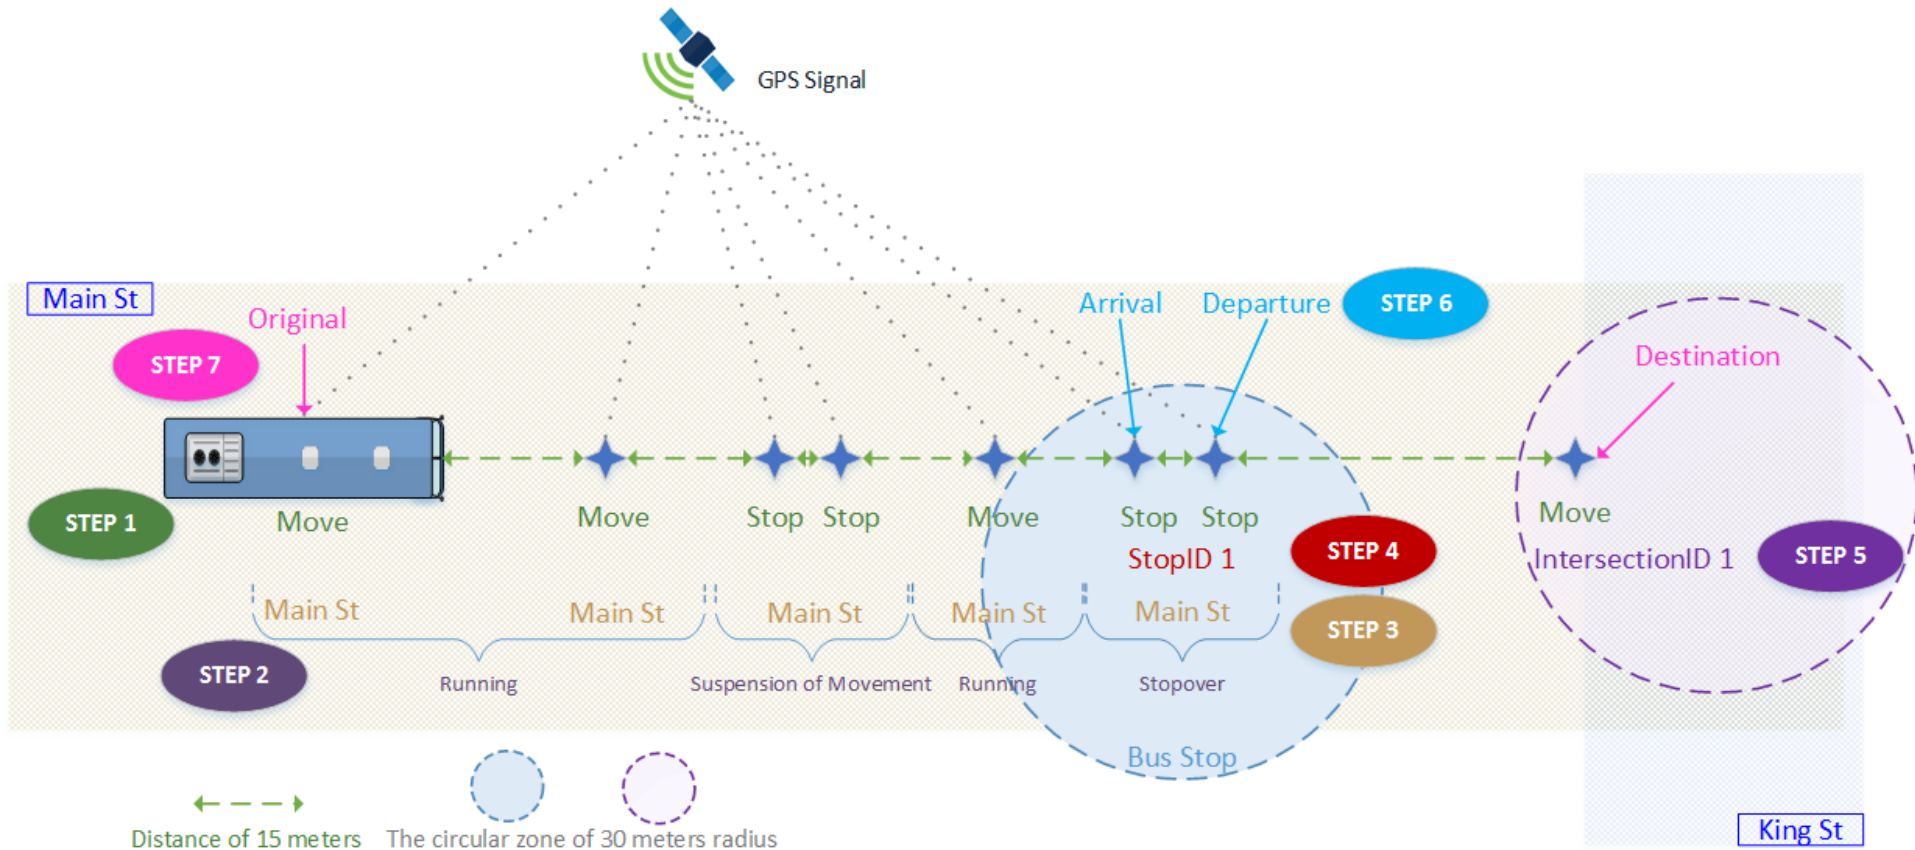 GPS Signal
Main St
Original
Arrival
Departure
STEP 6
STEP 7
Destination
STEP 1
Move
Move
Stop
Stop
Move
Stop
Stop
Move
StopID 1
STEP 4
IntersectionID 1
STEP 5
Main St
Main St
Main St
Main St
Main St
STEP 3
STEP 2
Running
Suspension of Movement
Running
Stopover
Bus Stop
Distance of 15 meters
The circular zone of 30 meters radius
King St